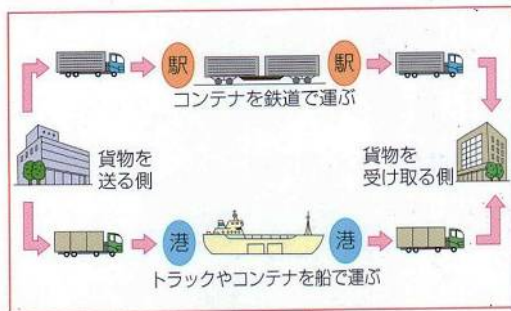 駅
駅
コンテナを鉄道で運ぶ
貨物を
送る側
貨物を
受け取る側
港
港
トラックやコンテナを船で運ぶ